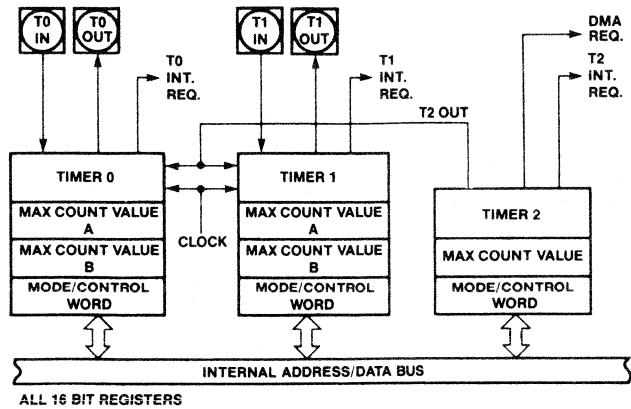 T0
IN
T0
OUT
T1
IN
T1
OUT
DMA
REQ.
T0
INT.
REQ.
T1
INT.
REQ.
T2
INT.
REQ.
T2 OUT
TIMER 0
MAX COUNT VALUE
A
MAX COUNT VALUE
B
MODE/CONTROL
WORD
CLOCK
TIMER 1
MAX COUNT VALUE
A
MAX COUNT VALUE
B
MODE/CONTROL
WORD
TIMER 2
MAX COUNT VALUE
MODE/CONTROL
WORD
INTERNAL ADDRESS/DATA BUS
ALL 16 BIT REGISTERS